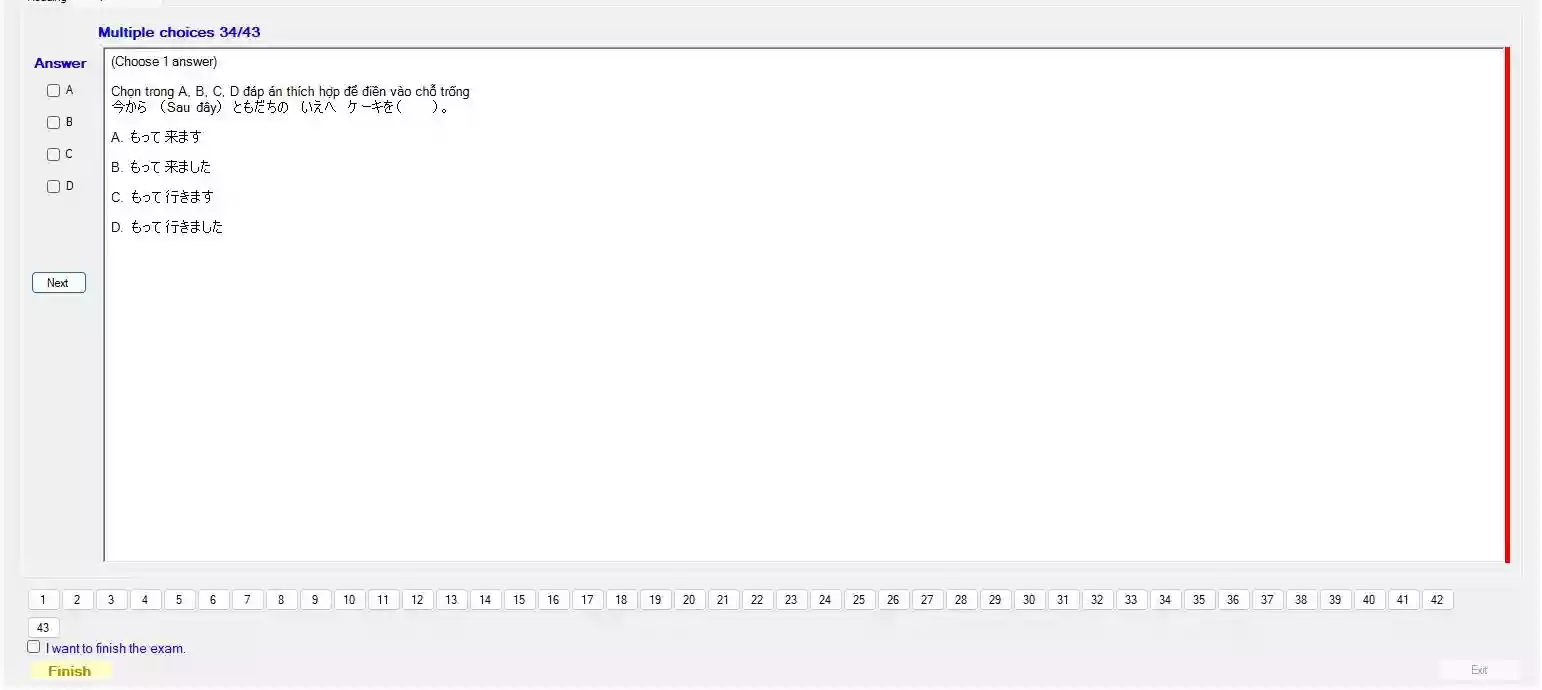 Multiple choices 34/43
Answer
(Choose 1 answer)
A
Chọn trong A, B, C, D đáp án thích hợp để điền vào chỗ trống
今から （Sau đây） ともだちの いえへ ケーキを（　　）。
B
A. もって 来ます
C
B. もって 来ました
D
C. もって 行きます
D. もって 行きました
Next
1 2 3 4 5 6 7 8 9 10 11 12 13 14 15 16 17 18 19 20 21 22 23 24 25 26 27 28 29 30 31 32 33 34 35 36 37 38 39 40 41 42
43
I want to finish the exam.
Finish
Exit